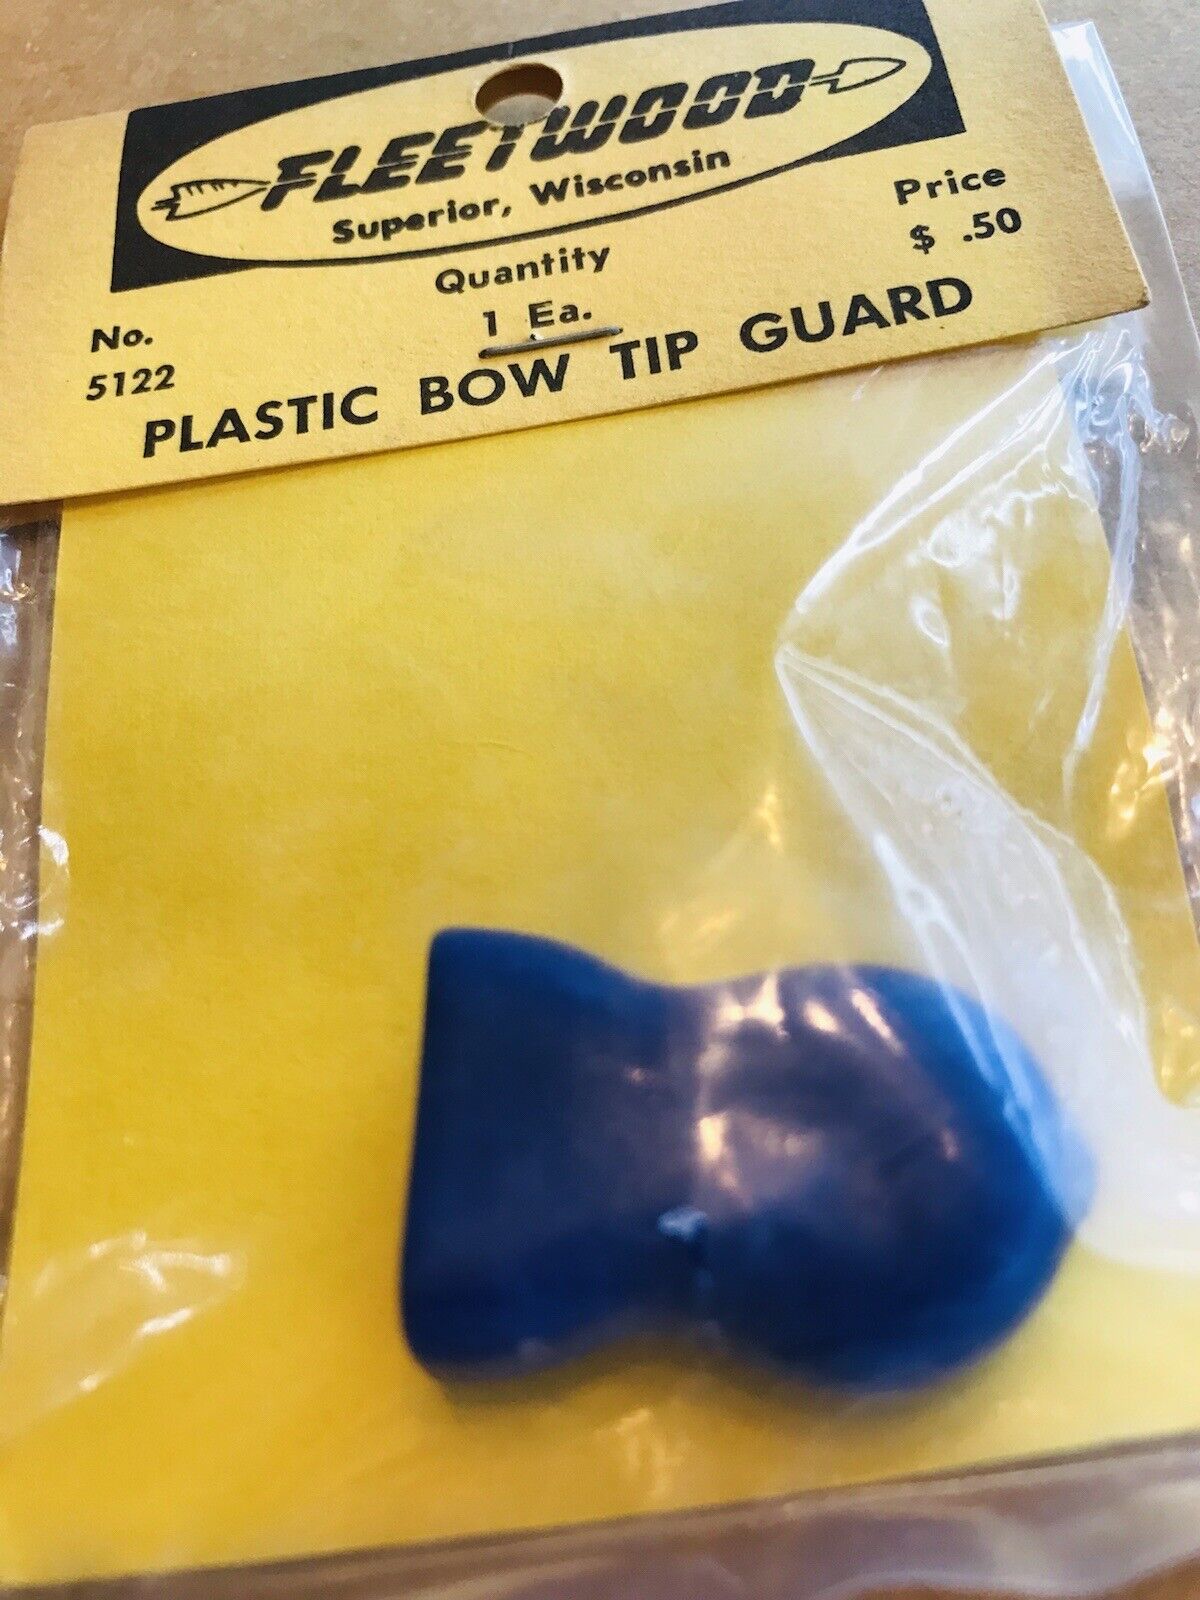 FLEETWOOD
Superior, Wisconsin
Price
$ .50
Quantity
1 Ea.
No.
5122
PLASTIC BOW TIP GUARD